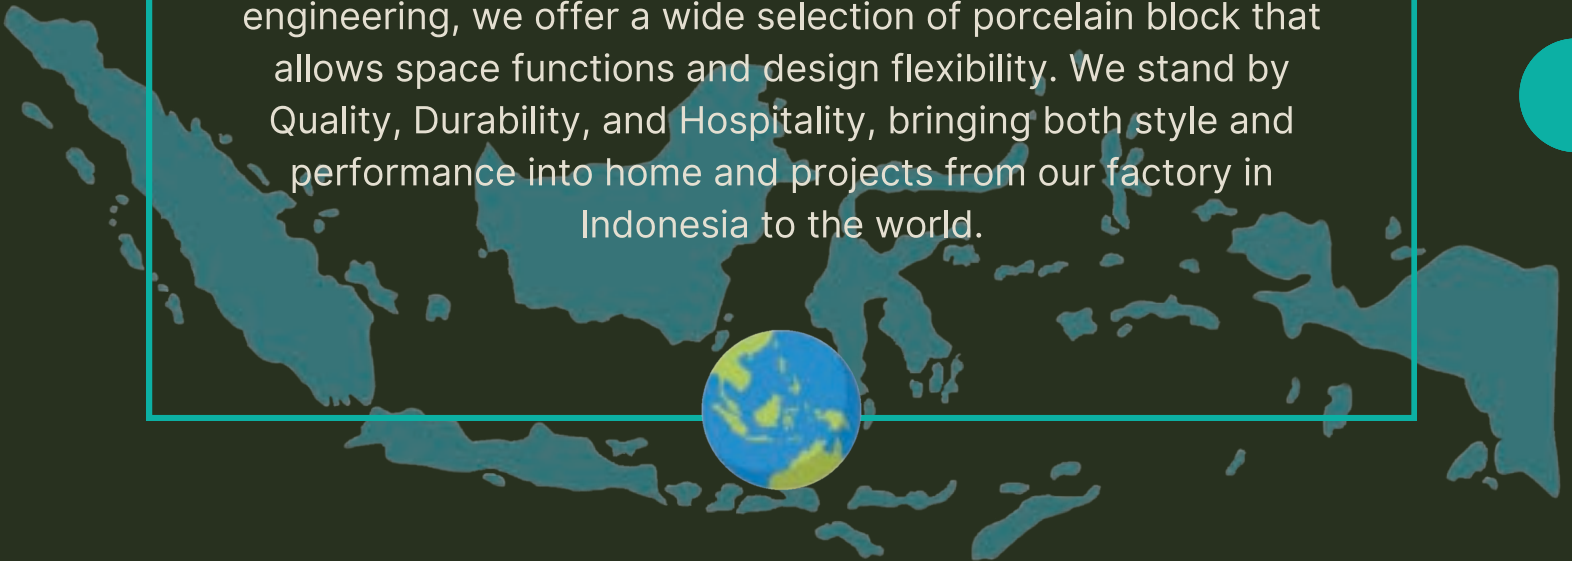 engineering, we offer a wide selection of porcelain block that
allows space functions and design flexibility. We stand by
Quality, Durability, and Hospitality, bringing both style and
performance into home and projects from our factory in
Indonesia to the world.